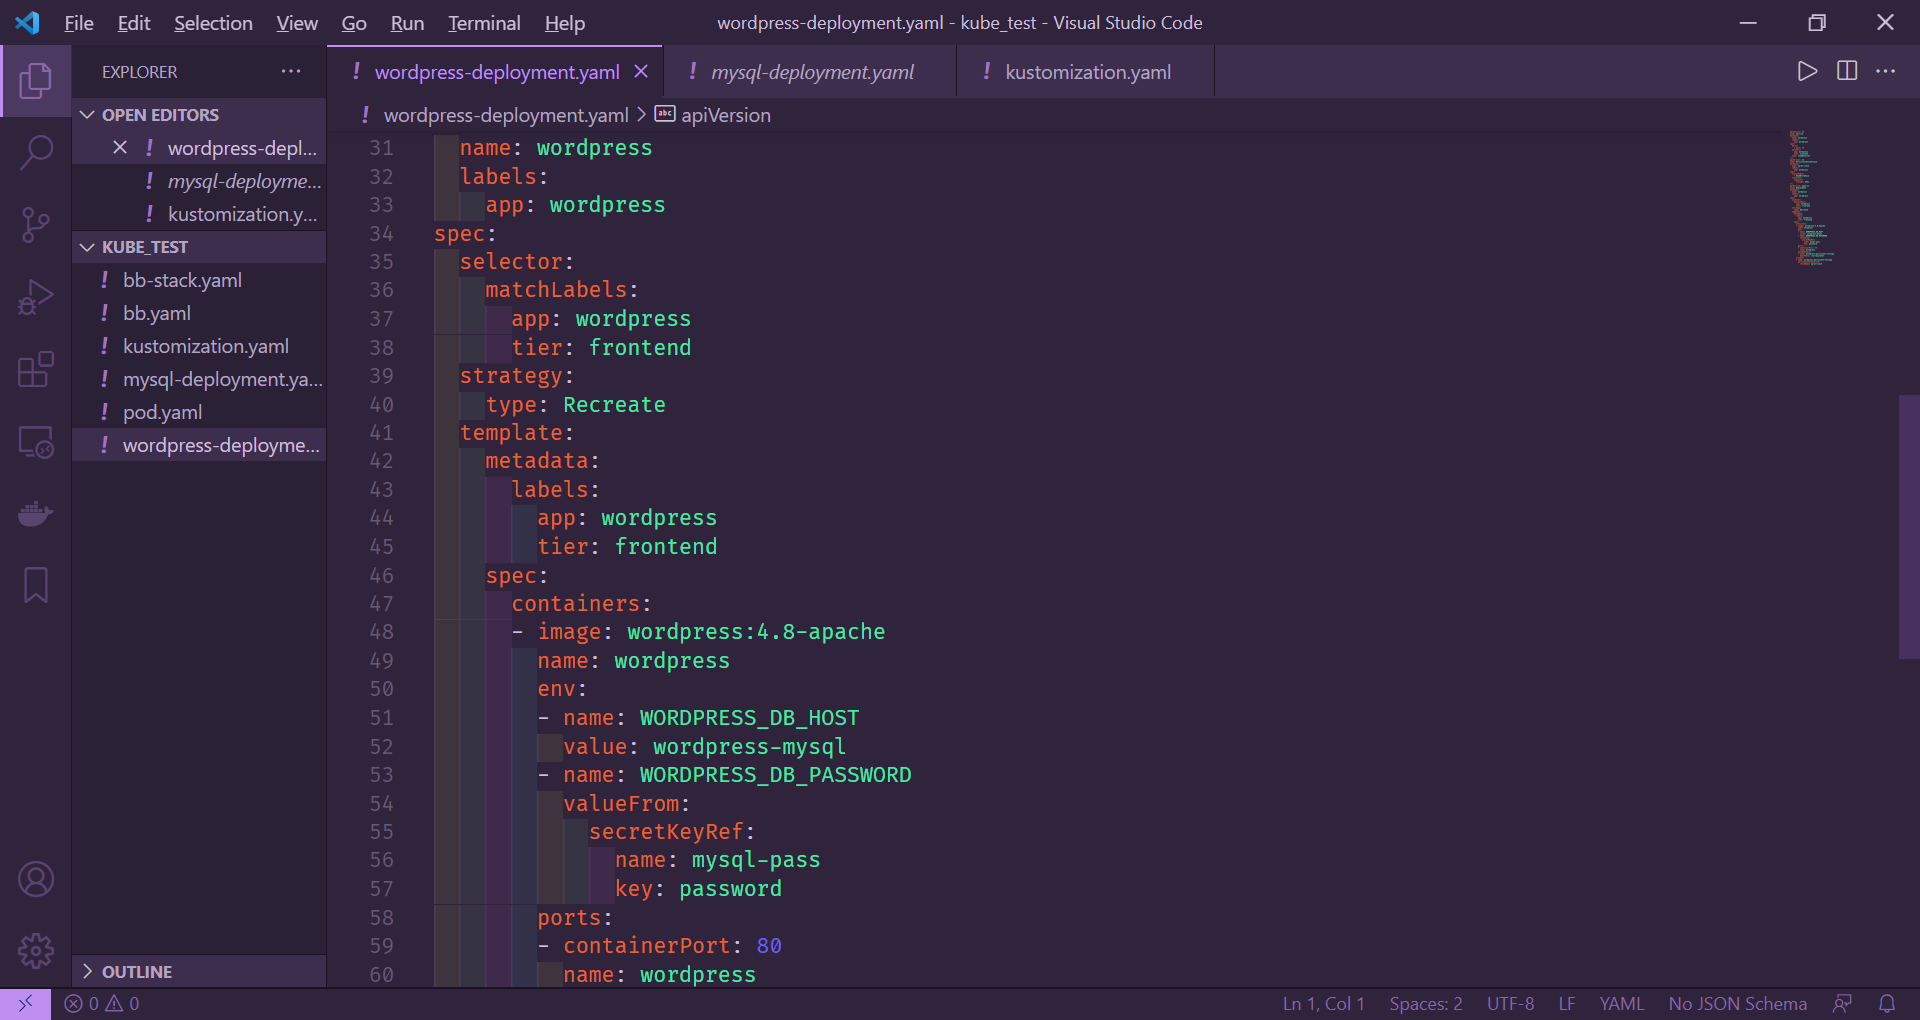 File Edit Selection View Go Run Terminal Help wordpress-deployment.yaml - kube_test - Visual Studio Code
EXPLORER
OPEN EDITORS
wordpress-depl...
mysql-deployme...
kustomization.y...
KUBE_TEST
bb-stack.yaml
bb.yaml
kustomization.yaml
mysql-deployment.ya...
pod.yaml
wordpress-deployme...
OUTLINE
wordpress-deployment.yaml mysql-deployment.yaml kustomization.yaml
wordpress-deployment.yaml > abc apiVersion
31 name: wordpress
32 labels:
33 app: wordpress
34 spec:
35 selector:
36 matchLabels:
37 app: wordpress
38 tier: frontend
39 strategy:
40 type: Recreate
41 template:
42 metadata:
43 labels:
44 app: wordpress
45 tier: frontend
46 spec:
47 containers:
48 - image: wordpress:4.8-apache
49 name: wordpress
50 env:
51 - name: WORDPRESS_DB_HOST
52 value: wordpress-mysql
53 - name: WORDPRESS_DB_PASSWORD
54 valueFrom:
55 secretKeyRef:
56 name: mysql-pass
57 key: password
58 ports:
59 - containerPort: 80
60 name: wordpress
0 0 Ln 1, Col 1 Spaces: 2 UTF-8 LF YAML No JSON Schema